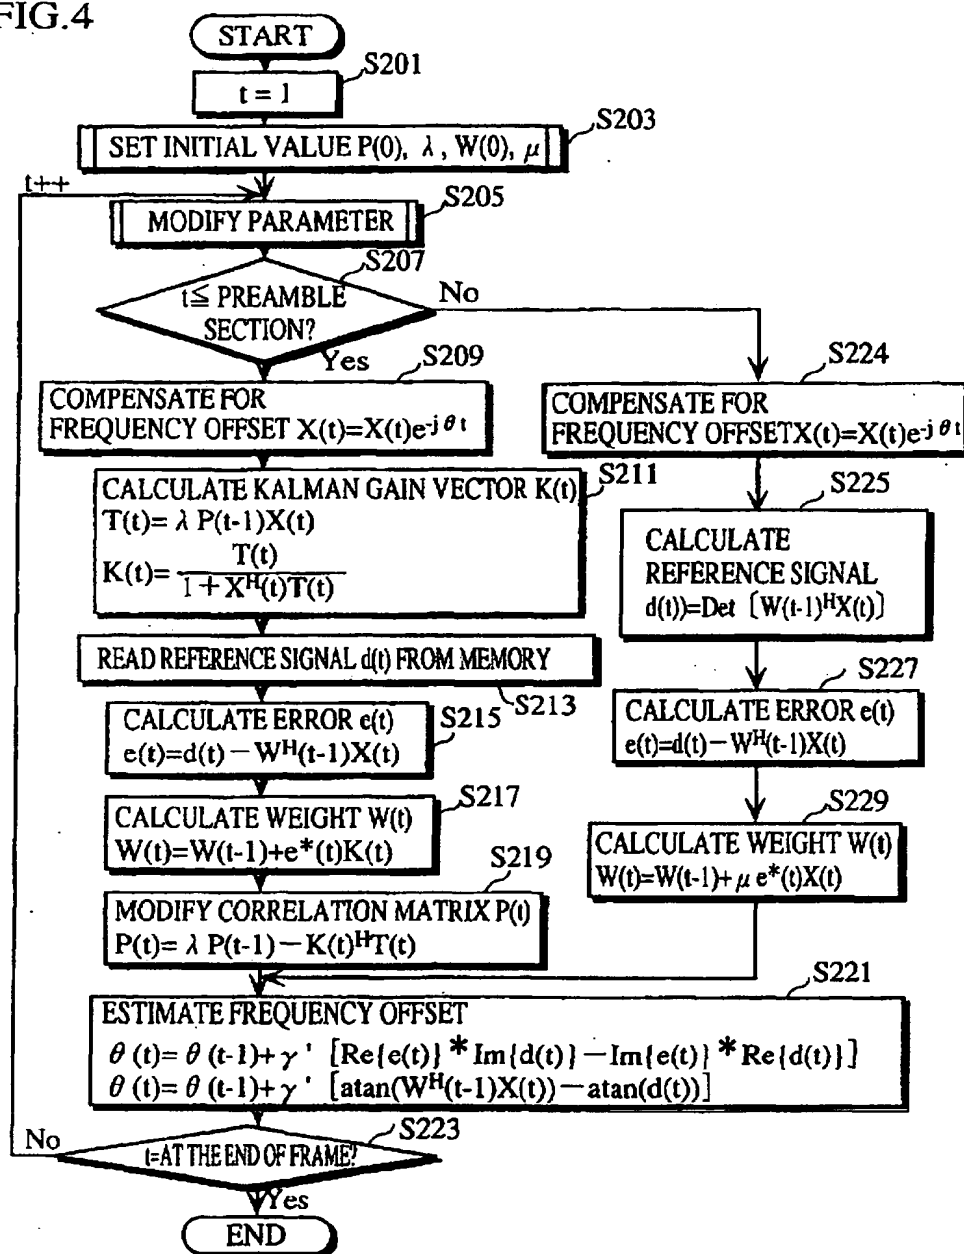 FIG.4
START
S201
t = 1
S203
SET INITIAL VALUE P(0), λ, W(0), μ
t++
S205
MODIFY PARAMETER
S207
t≦ PREAMBLE
SECTION?
No
Yes
S209
COMPENSATE FOR
FREQUENCY OFFSET X(t)=X(t)e^-jθt
S211
CALCULATE KALMAN GAIN VECTOR K(t)
T(t)= λ P(t-1)X(t)
K(t)= T(t) / 1+X^H(t)T(t)
READ REFERENCE SIGNAL d(t) FROM MEMORY
S213
CALCULATE ERROR e(t)
e(t)=d(t)－W^H(t-1)X(t)
S215
S217
CALCULATE WEIGHT W(t)
W(t)=W(t-1)+e*(t)K(t)
S219
MODIFY CORRELATION MATRIX P(t)
P(t)= λ P(t-1)－K(t)^HT(t)
S224
COMPENSATE FOR
FREQUENCY OFFSETX(t)=X(t)e^-jθt
S225
CALCULATE
REFERENCE SIGNAL
d(t))=Det [W(t-1)^HX(t)]
S227
CALCULATE ERROR e(t)
e(t)=d(t)－W^H(t-1)X(t)
S229
CALCULATE WEIGHT W(t)
W(t)=W(t-1)+μ e*(t)X(t)
S221
ESTIMATE FREQUENCY OFFSET
θ (t)= θ (t-1)+γ' [Re{e(t)} * Im{d(t)}－Im{e(t)} * Re{d(t)}]
θ (t)= θ (t-1)+γ' [atan(W^H(t-1)X(t))－atan(d(t))]
S223
t=AT THE END OF FRAME?
No
Yes
END